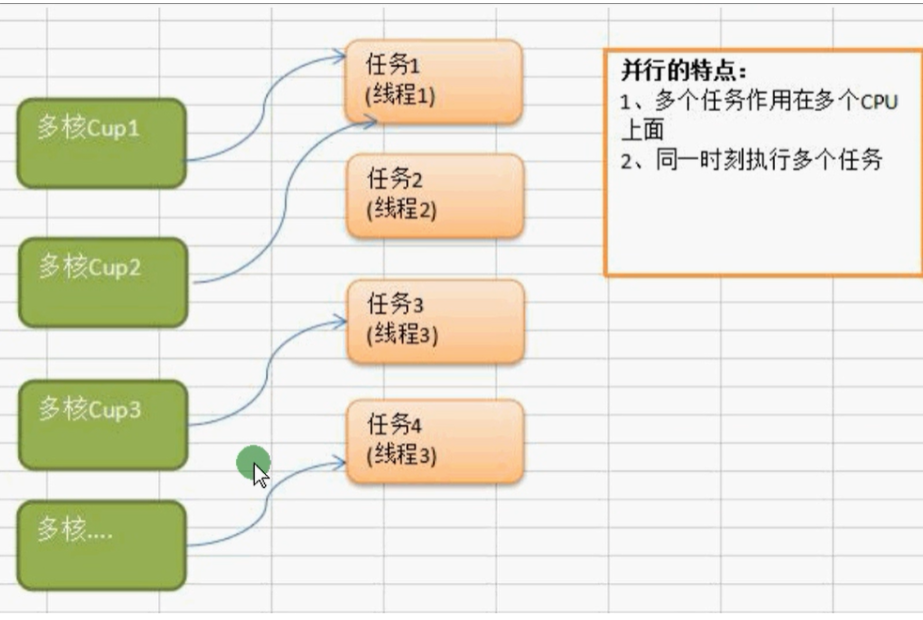 多核Cup1
多核Cup2
多核Cup3
多核....
任务1
(线程1)
任务2
(线程2)
任务3
(线程3)
任务4
(线程3)
并行的特点：
1、多个任务作用在多个CPU
上面
2、同一时刻执行多个任务